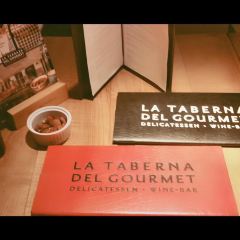 LA TABERNA
DEL GOURMET
DELICATESSEN • WINE-BAR
LA TABERNA
DEL GOURMET
DELICATESSEN • WINE-BAR